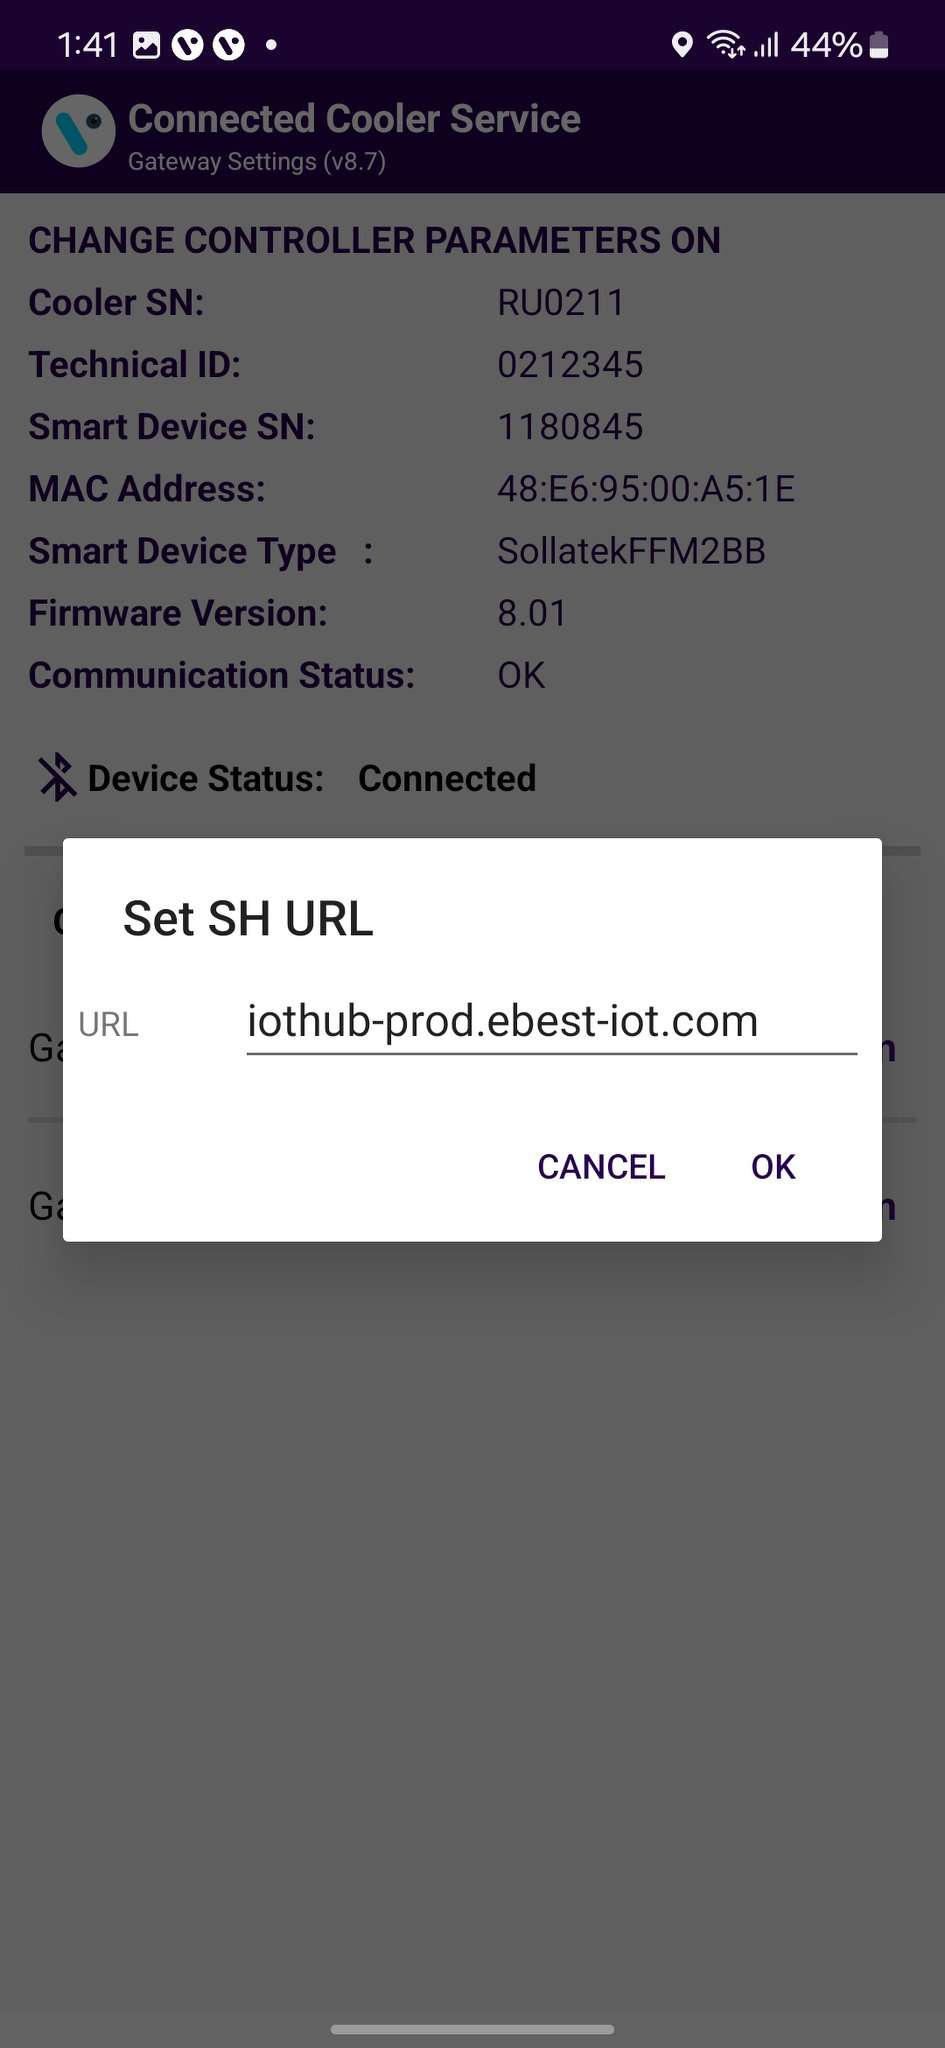 1:41 44%
Connected Cooler Service
Gateway Settings (v8.7)
CHANGE CONTROLLER PARAMETERS ON
Cooler SN: RU0211
Technical ID: 0212345
Smart Device SN: 1180845
MAC Address: 48:E6:95:00:A5:1E
Smart Device Type : SollatekFFM2BB
Firmware Version: 8.01
Communication Status: OK
Device Status: Connected
Set SH URL
URL iothub-prod.ebest-iot.com
CANCEL OK